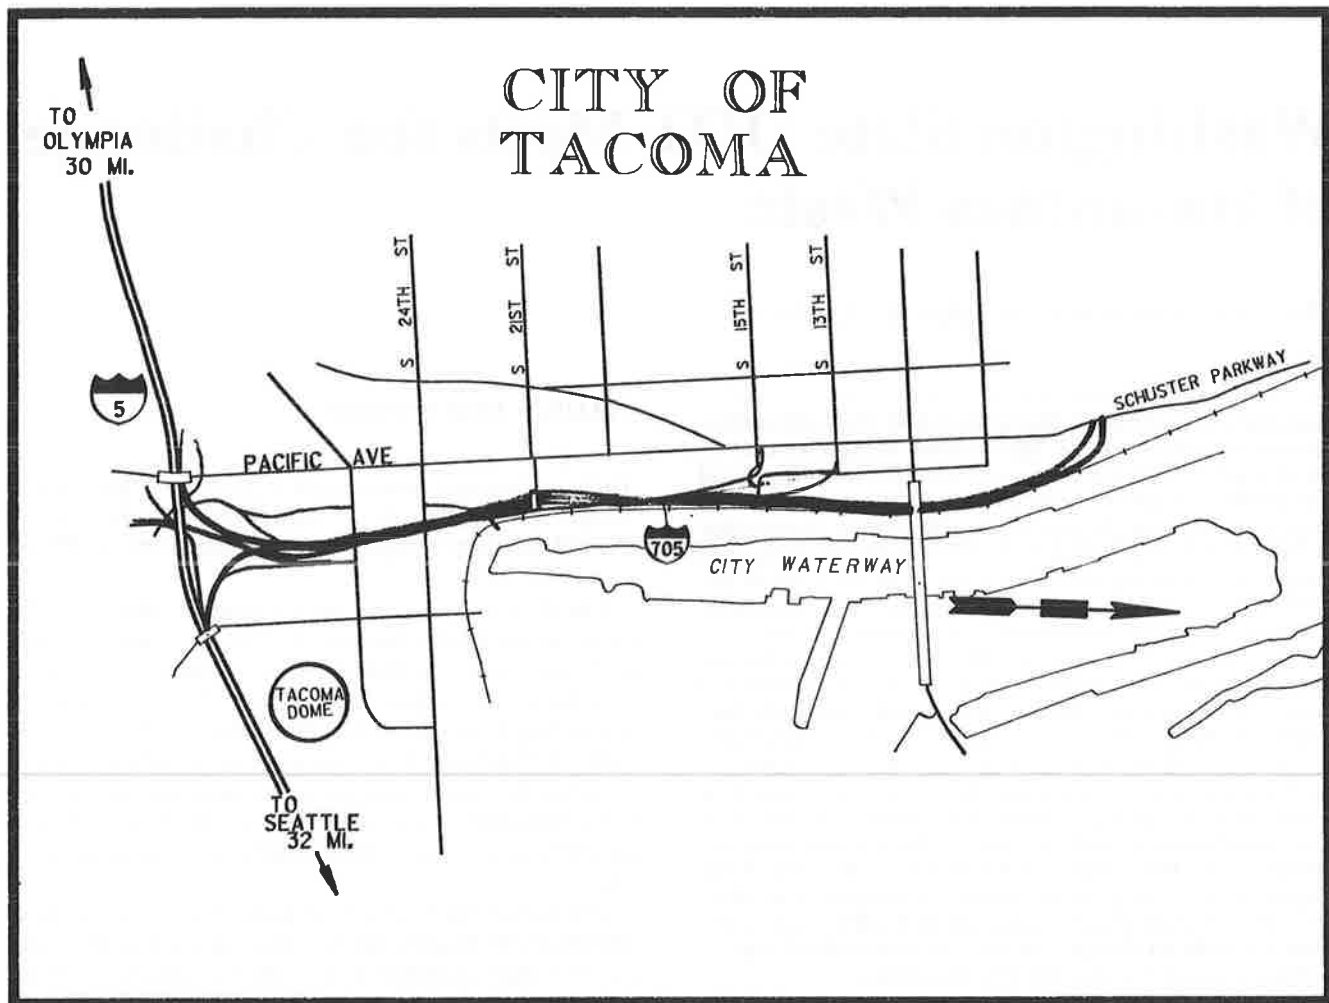 CITY OF
TACOMA
TO
OLYMPIA
30 MI.
S 24TH ST
S 21ST ST
S 15TH ST
S 13TH ST
5
SCHUSTER PARKWAY
PACIFIC AVE
705
CITY WATERWAY
TACOMA
DOME
TO
SEATTLE
32 MI.